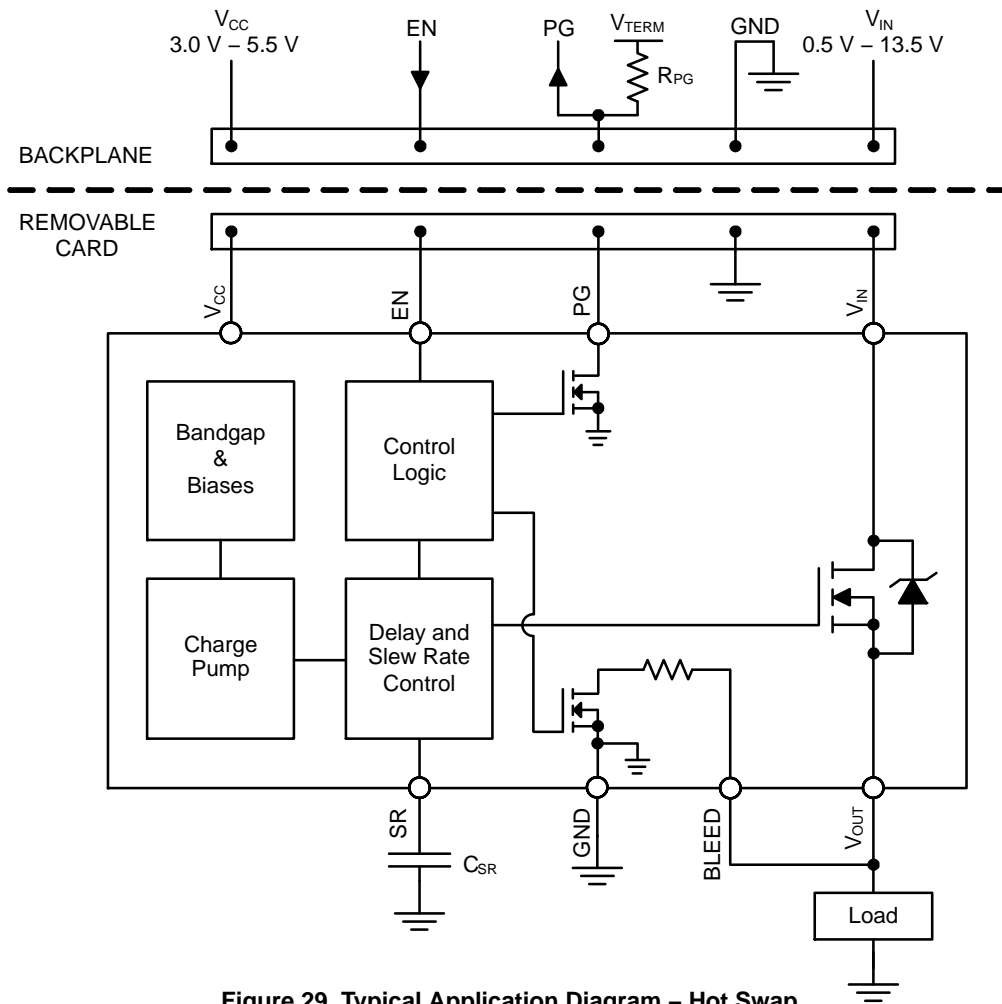 VCC
3.0 V – 5.5 V
EN
PG
VTERM
RPG
GND
VIN
0.5 V – 13.5 V
BACKPLANE
REMOVABLE
CARD
VCC
EN
PG
VIN
Bandgap
&
Biases
Control
Logic
Charge
Pump
Delay and
Slew Rate
Control
SR
GND
BLEED
VOUT
CSR
Load
Figure 29. Typical Application Diagram – Hot Swap